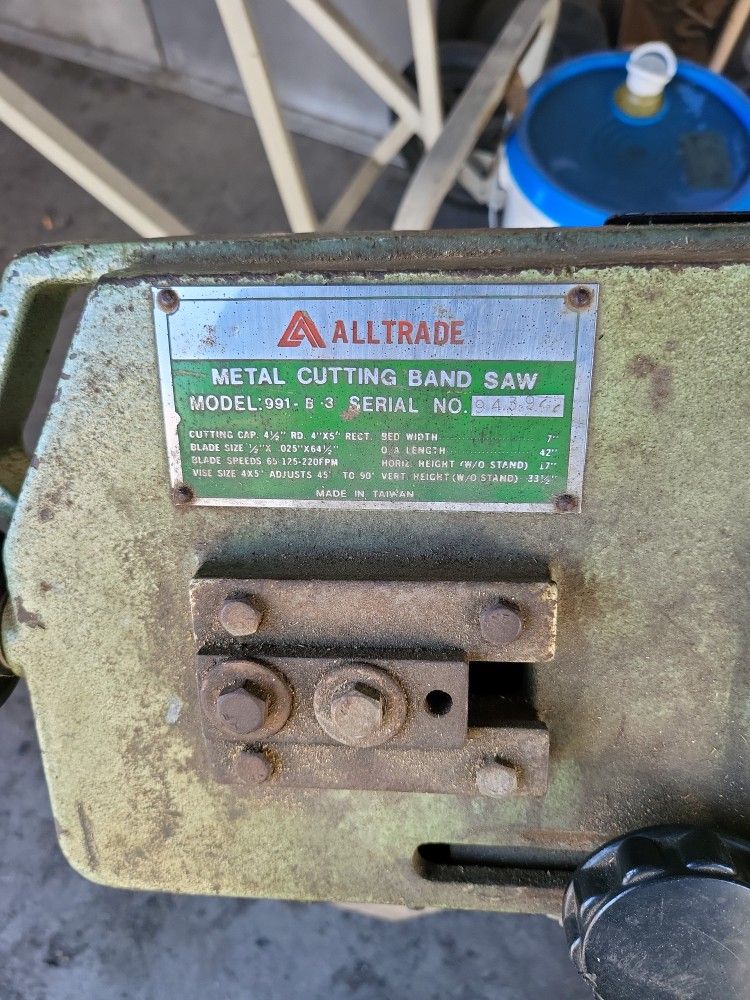 ALLTRADE
METAL CUTTING BAND SAW
MODEL: 991-B-3 SERIAL NO.
CUTTING CAP. 4½" RD. 4"X5" RECT. BED WIDTH 7"
BLADE SIZE ½"X .025"X64½" O.A LENGTH 42"
BLADE SPEEDS 65-125-220FPM HORIZ. HEIGHT (W/O STAND) 17"
VISE SIZE 4X5" ADJUSTS 45° TO 90° VERT. HEIGHT (W/O STAND) 33½"
MADE IN TAIWAN